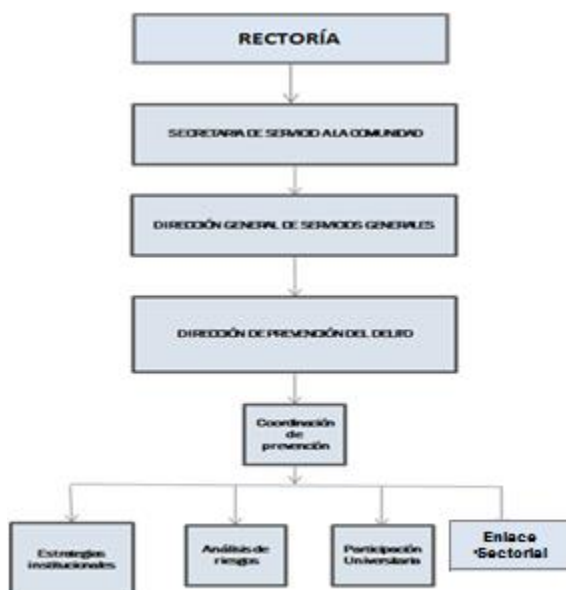 RECTORÍA
SECRETARIA DE SERVICIO A LA COMUNIDAD
DIRECCIÓN GENERAL DE SERVICIOS GENERALES
DIRECCIÓN DE PREVENCIÓN DEL DELITO
Coordinación
de
prevención
Estrategias
institucionales
Análisis de
riesgos
Participación
Universitaria
Enlace
*Sectorial